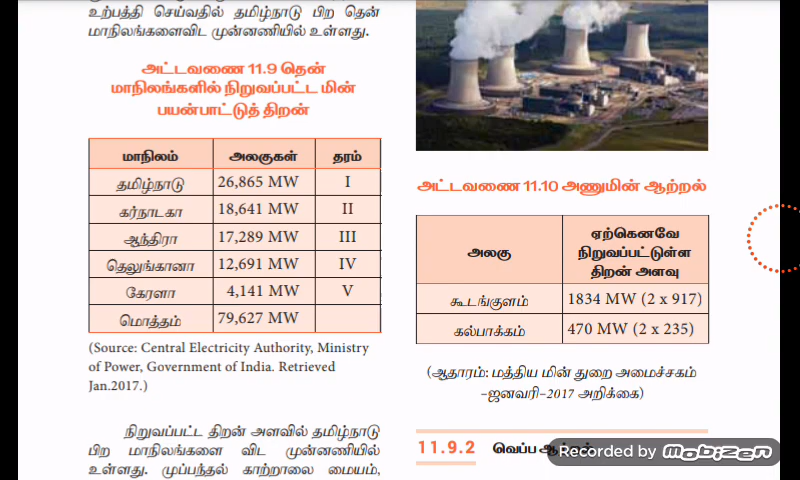 உற்பத்தி செய்வதில் தமிழ்நாடு பிற தென்
மாநிலங்களைவிட முன்னணியில் உள்ளது.
அட்டவணை 11.9 தென்
மாநிலங்களில் நிறுவப்பட்ட மின்
பயன்பாட்டுத் திறன்
மாநிலம் அலகுகள் தரம்
தமிழ்நாடு 26,865 MW I
கர்நாடகா 18,641 MW II
ஆந்திரா 17,289 MW III
தெலுங்கானா 12,691 MW IV
கேரளா 4,141 MW V
மொத்தம் 79,627 MW
(Source: Central Electricity Authority, Ministry
of Power, Government of India. Retrieved
Jan.2017.)
நிறுவப்பட்ட திறன் அளவில் தமிழ்நாடு
பிற மாநிலங்களை விட முன்னணியில்
உள்ளது. முப்பந்தல் காற்றாலை மையம்,
அட்டவணை 11.10 அணுமின் ஆற்றல்
அலகு
ஏற்கெனவே
நிறுவப்பட்டுள்ள
திறன் அளவு
கூடங்குளம் 1834 MW (2 x 917)
கல்பாக்கம் 470 MW (2 x 235)
(ஆதாரம்: மத்திய மின் துறை அமைச்சகம்
-ஜனவரி-2017 அறிக்கை)
11.9.2 வெப்ப
Recorded by MOBIZEN